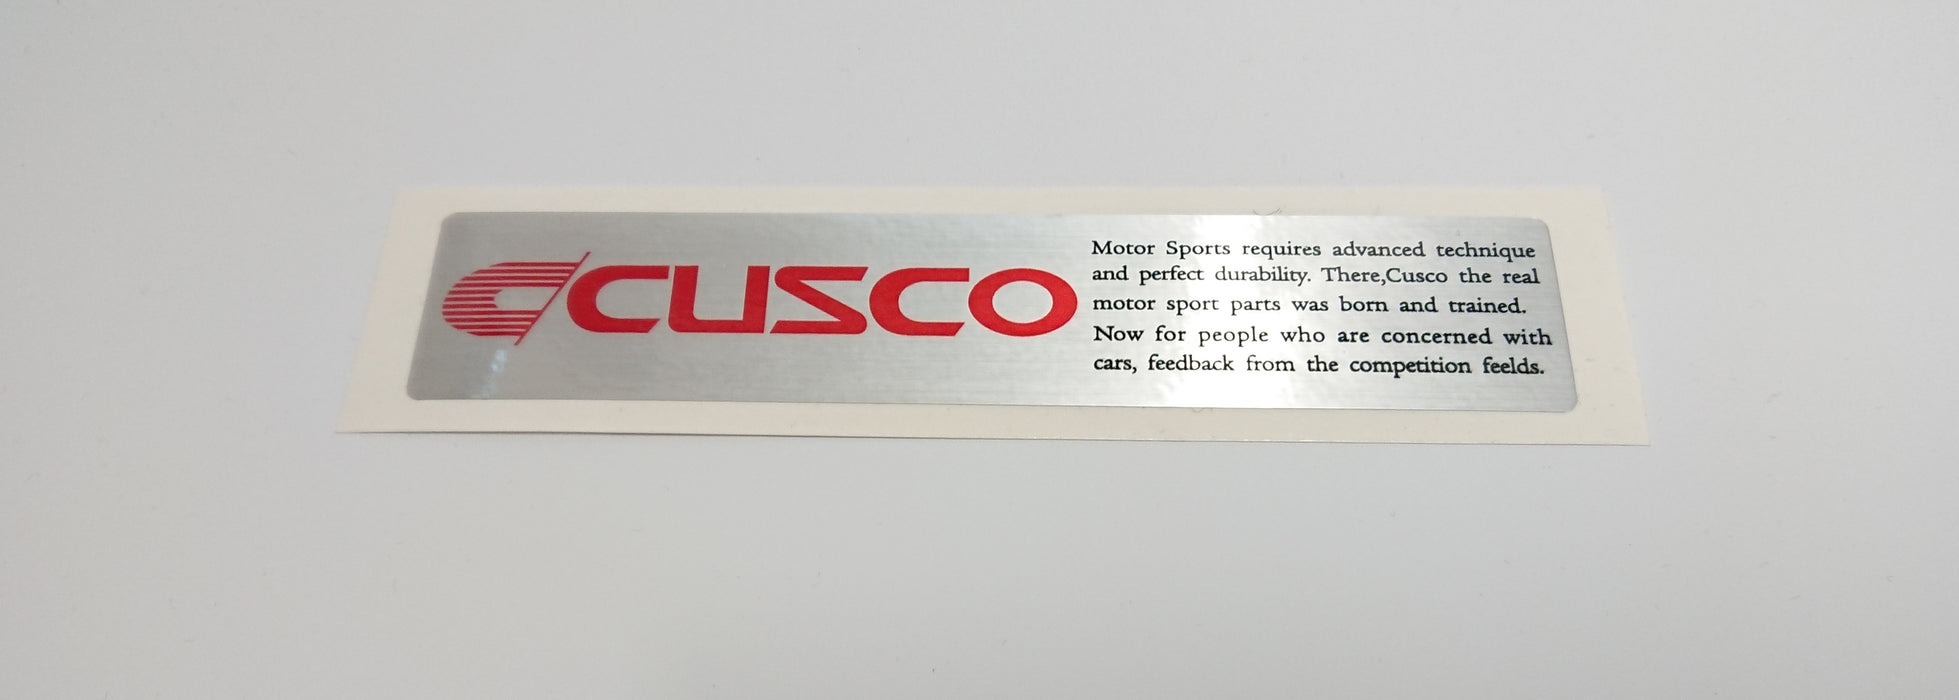 CUSCO
Motor Sports requires advanced technique
and perfect durability. There,Cusco the real
motor sport parts was born and trained.
Now for people who are concerned with
cars, feedback from the competition feelds.